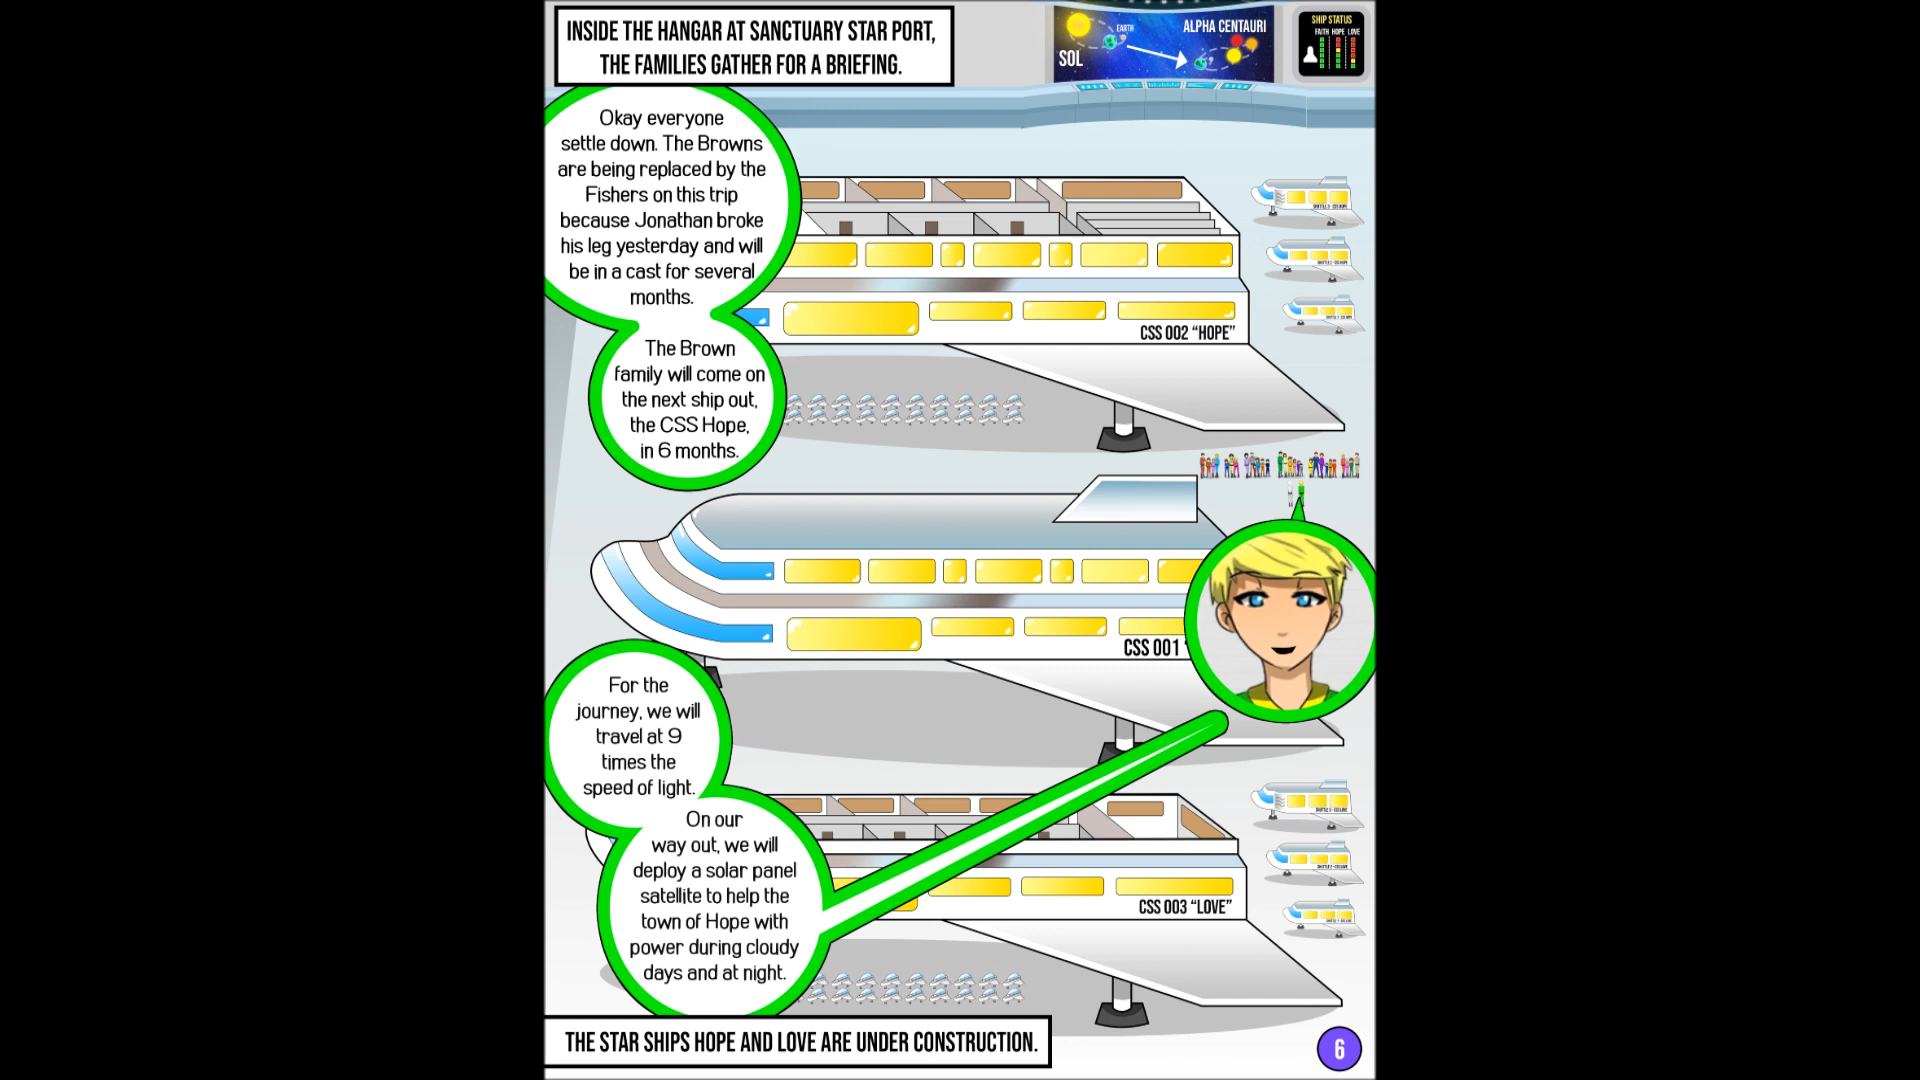 INSIDE THE HANGAR AT SANCTUARY STAR PORT,
THE FAMILIES GATHER FOR A BRIEFING.
SOL
EARTH
ALPHA CENTAURI
SHIP STATUS
FAITH HOPE LOVE
Okay everyone
settle down. The Browns
are being replaced by the
Fishers on this trip
because Jonathan broke
his leg yesterday and will
be in a cast for several
months.
The Brown
family will come on
the next ship out,
the CSS Hope,
in 6 months.
CSS 002 “HOPE”
CSS 001 “
For the
journey, we will
travel at 9
times the
speed of light.
On our
way out, we will
deploy a solar panel
satellite to help the
town of Hope with
power during cloudy
days and at night.
CSS 003 “LOVE”
THE STAR SHIPS HOPE AND LOVE ARE UNDER CONSTRUCTION.
6